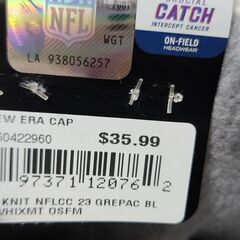 NFL
WGT
LA 938056257
CRUCIAL
CATCH
INTERCEPT CANCER
ON-FIELD
HEADWEAR
EW ERA CAP
60422960
$35.99
97371 12076 2
KNIT NFLCC 23 GREPAC BL
WHIXMT OSFM